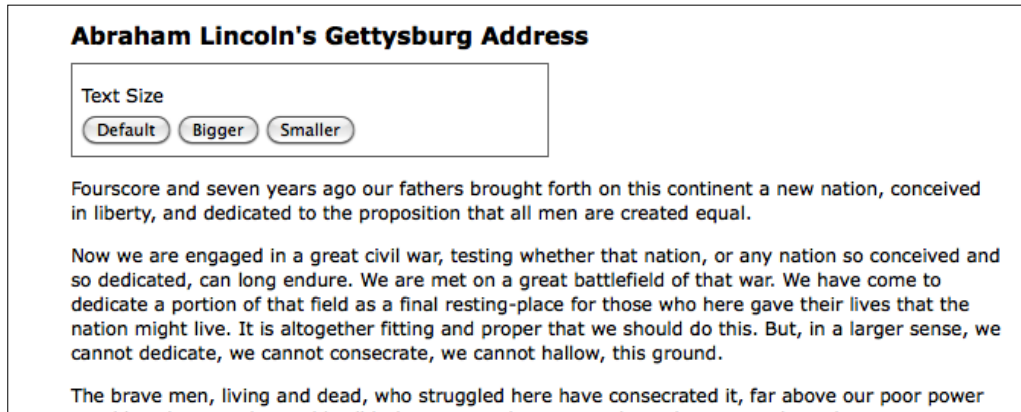 Abraham Lincoln's Gettysburg Address
Text Size
Default Bigger Smaller
Fourscore and seven years ago our fathers brought forth on this continent a new nation, conceived
in liberty, and dedicated to the proposition that all men are created equal.
Now we are engaged in a great civil war, testing whether that nation, or any nation so conceived and
so dedicated, can long endure. We are met on a great battlefield of that war. We have come to
dedicate a portion of that field as a final resting-place for those who here gave their lives that the
nation might live. It is altogether fitting and proper that we should do this. But, in a larger sense, we
cannot dedicate, we cannot consecrate, we cannot hallow, this ground.
The brave men, living and dead, who struggled here have consecrated it, far above our poor power